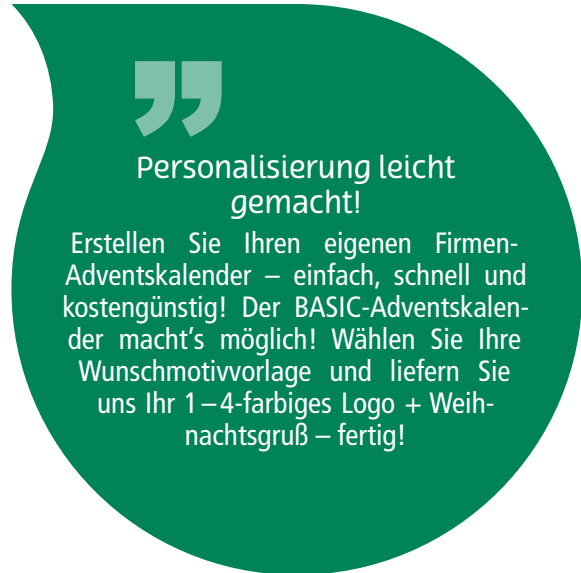 ”
Personalisierung leicht
gemacht!
Erstellen Sie Ihren eigenen Firmen-
Adventskalender – einfach, schnell und
kostengünstig! Der BASIC-Adventskalen-
der macht’s möglich! Wählen Sie Ihre
Wunschmotivvorlage und liefern Sie
uns Ihr 1 – 4-farbiges Logo + Weih-
nachtsgruß – fertig!